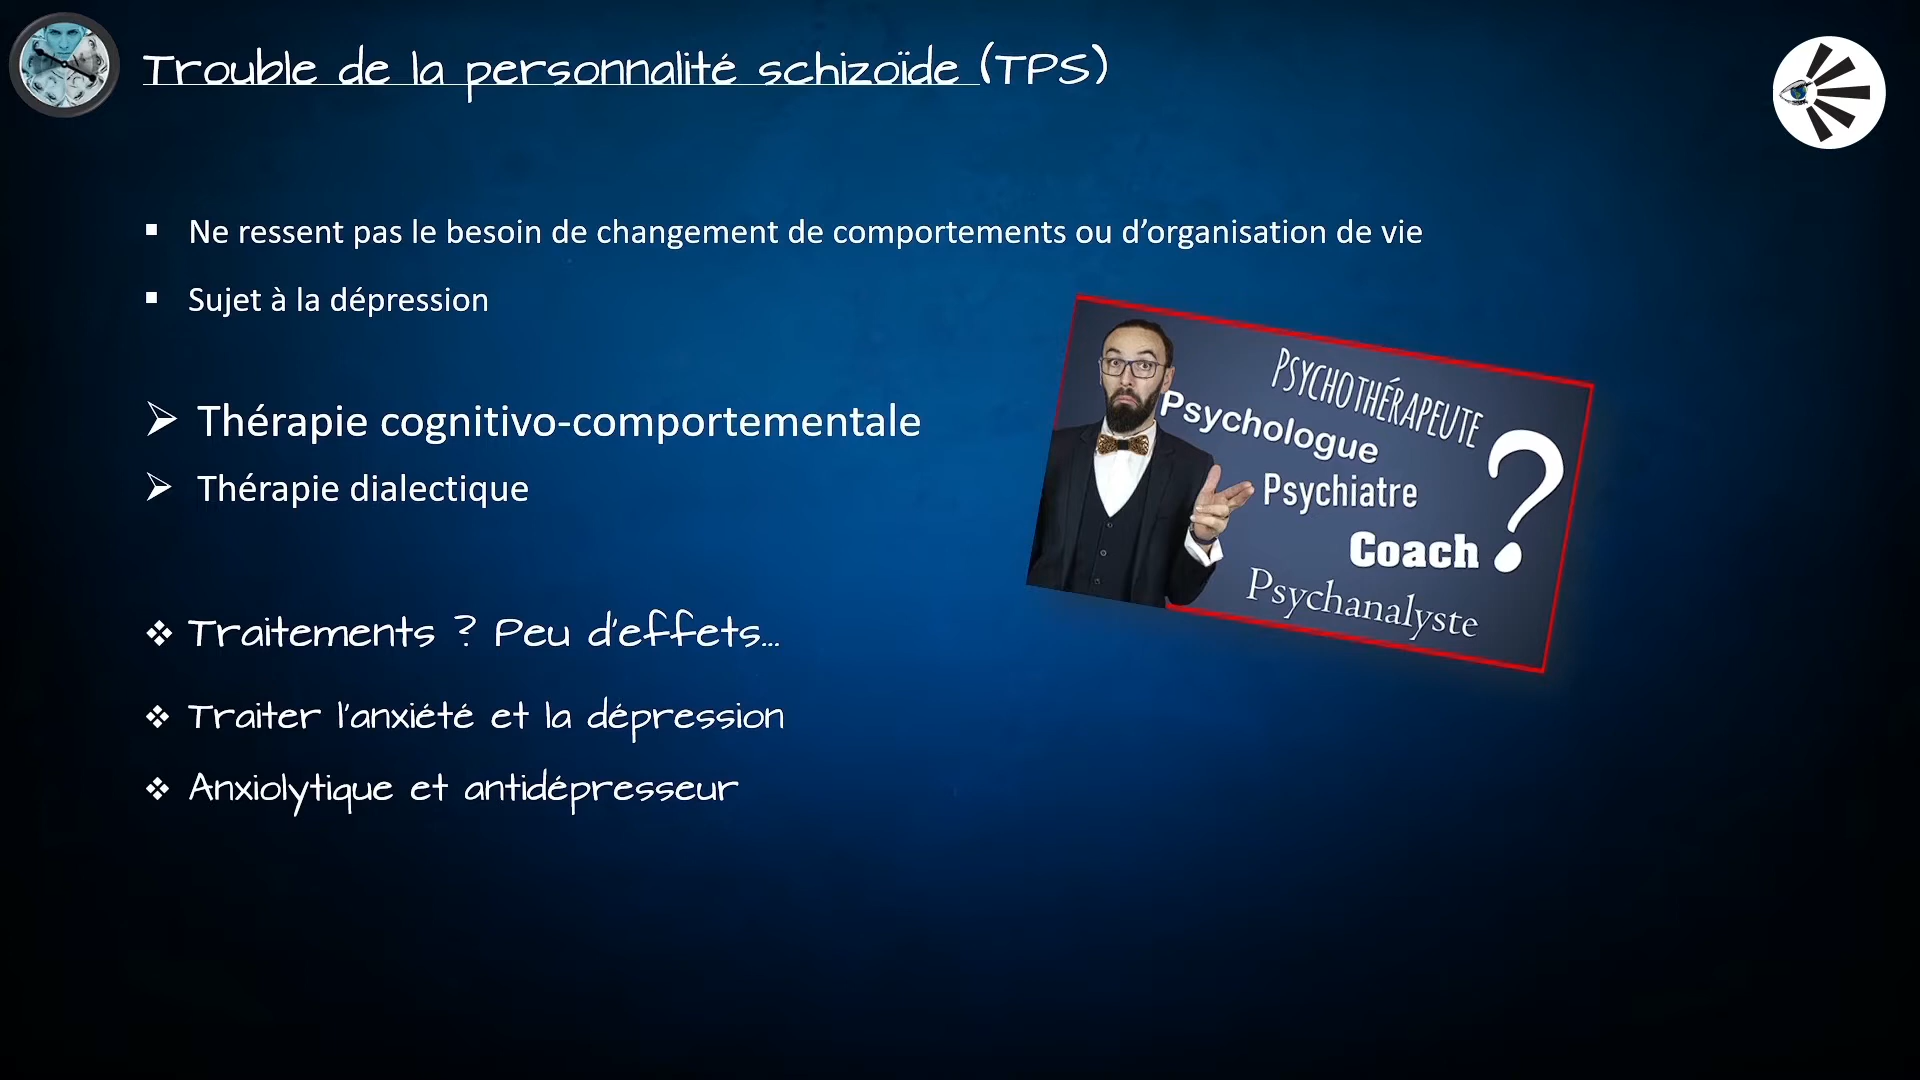 Trouble de la personnalité schizoïde (TPS)
Ne ressent pas le besoin de changement de comportements ou d’organisation de vie
Sujet à la dépression
Thérapie cognitivo-comportementale
Thérapie dialectique
Traitements ? Peu d'effets...
Traiter l'anxiété et la dépression
Anxiolytique et antidépresseur
PSYCHOTHÉRAPEUTE
Psychologue
Psychiatre
Coach
Psychanalyste
?